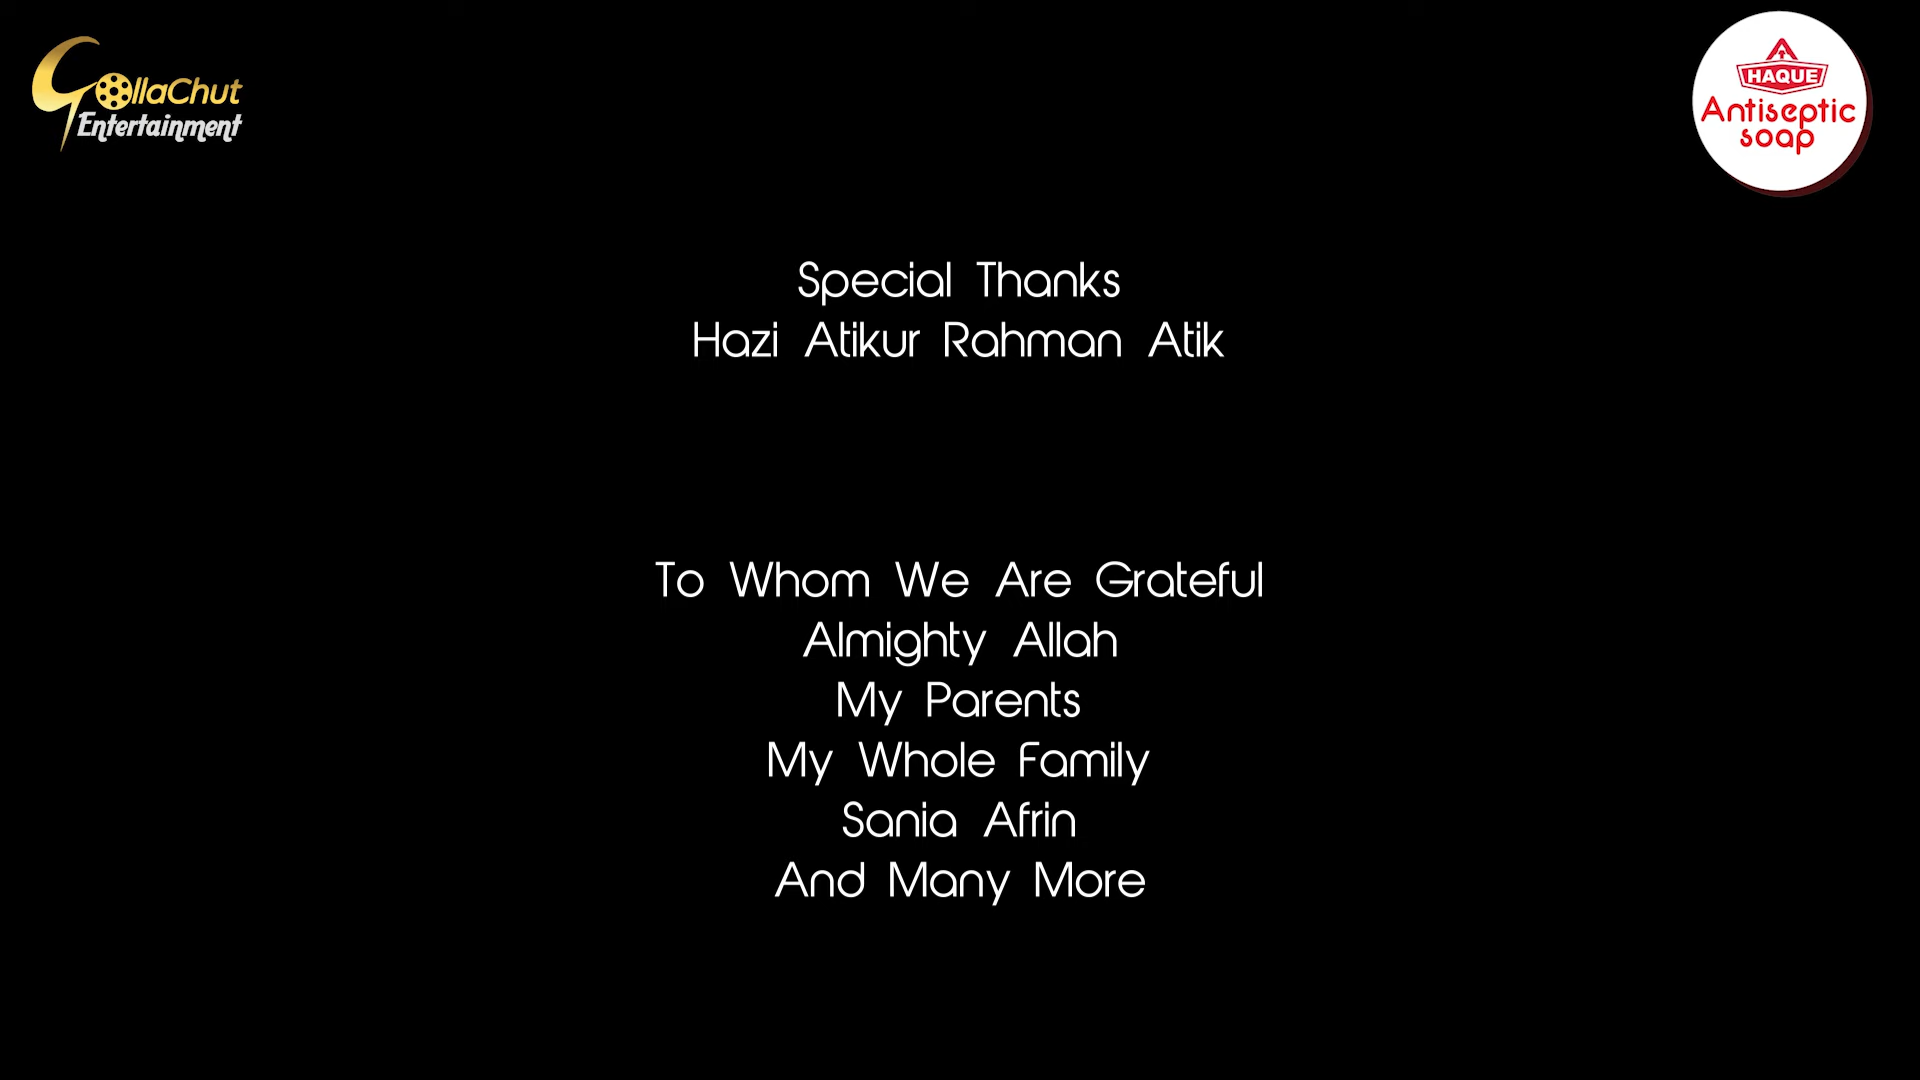 GollaChut
Entertainment
HAQUE
Antiseptic
soap
Special Thanks
Hazi Atikur Rahman Atik
To Whom We Are Grateful
Almighty Allah
My Parents
My Whole Family
Sania Afrin
And Many More